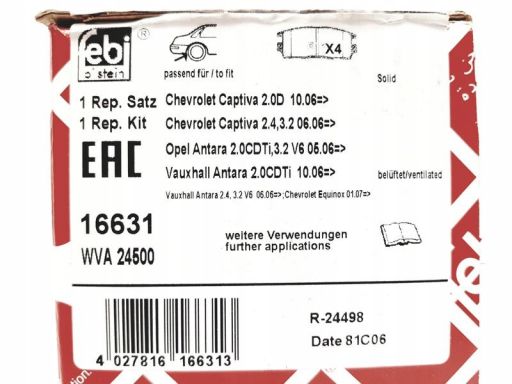 febi ®
bilstein
X4
passend für / to fit
Solid
1 Rep. Satz Chevrolet Captiva 2.0D 10.06=>
1 Rep. Kit Chevrolet Captiva 2.4,3.2 06.06=>
EAC Opel Antara 2.0CDTi,3.2 V6 05.06=>
Vauxhall Antara 2.0CDTi 10.06=> belüftet/ventilated
Vauxhall Antara 2.4, 3.2 V6 06.06=>;Chevrolet Equinox 01.07=>
16631
WVA 24500
weitere Verwendungen
further applications
R-24498
Date 81C06
4 027816 166313